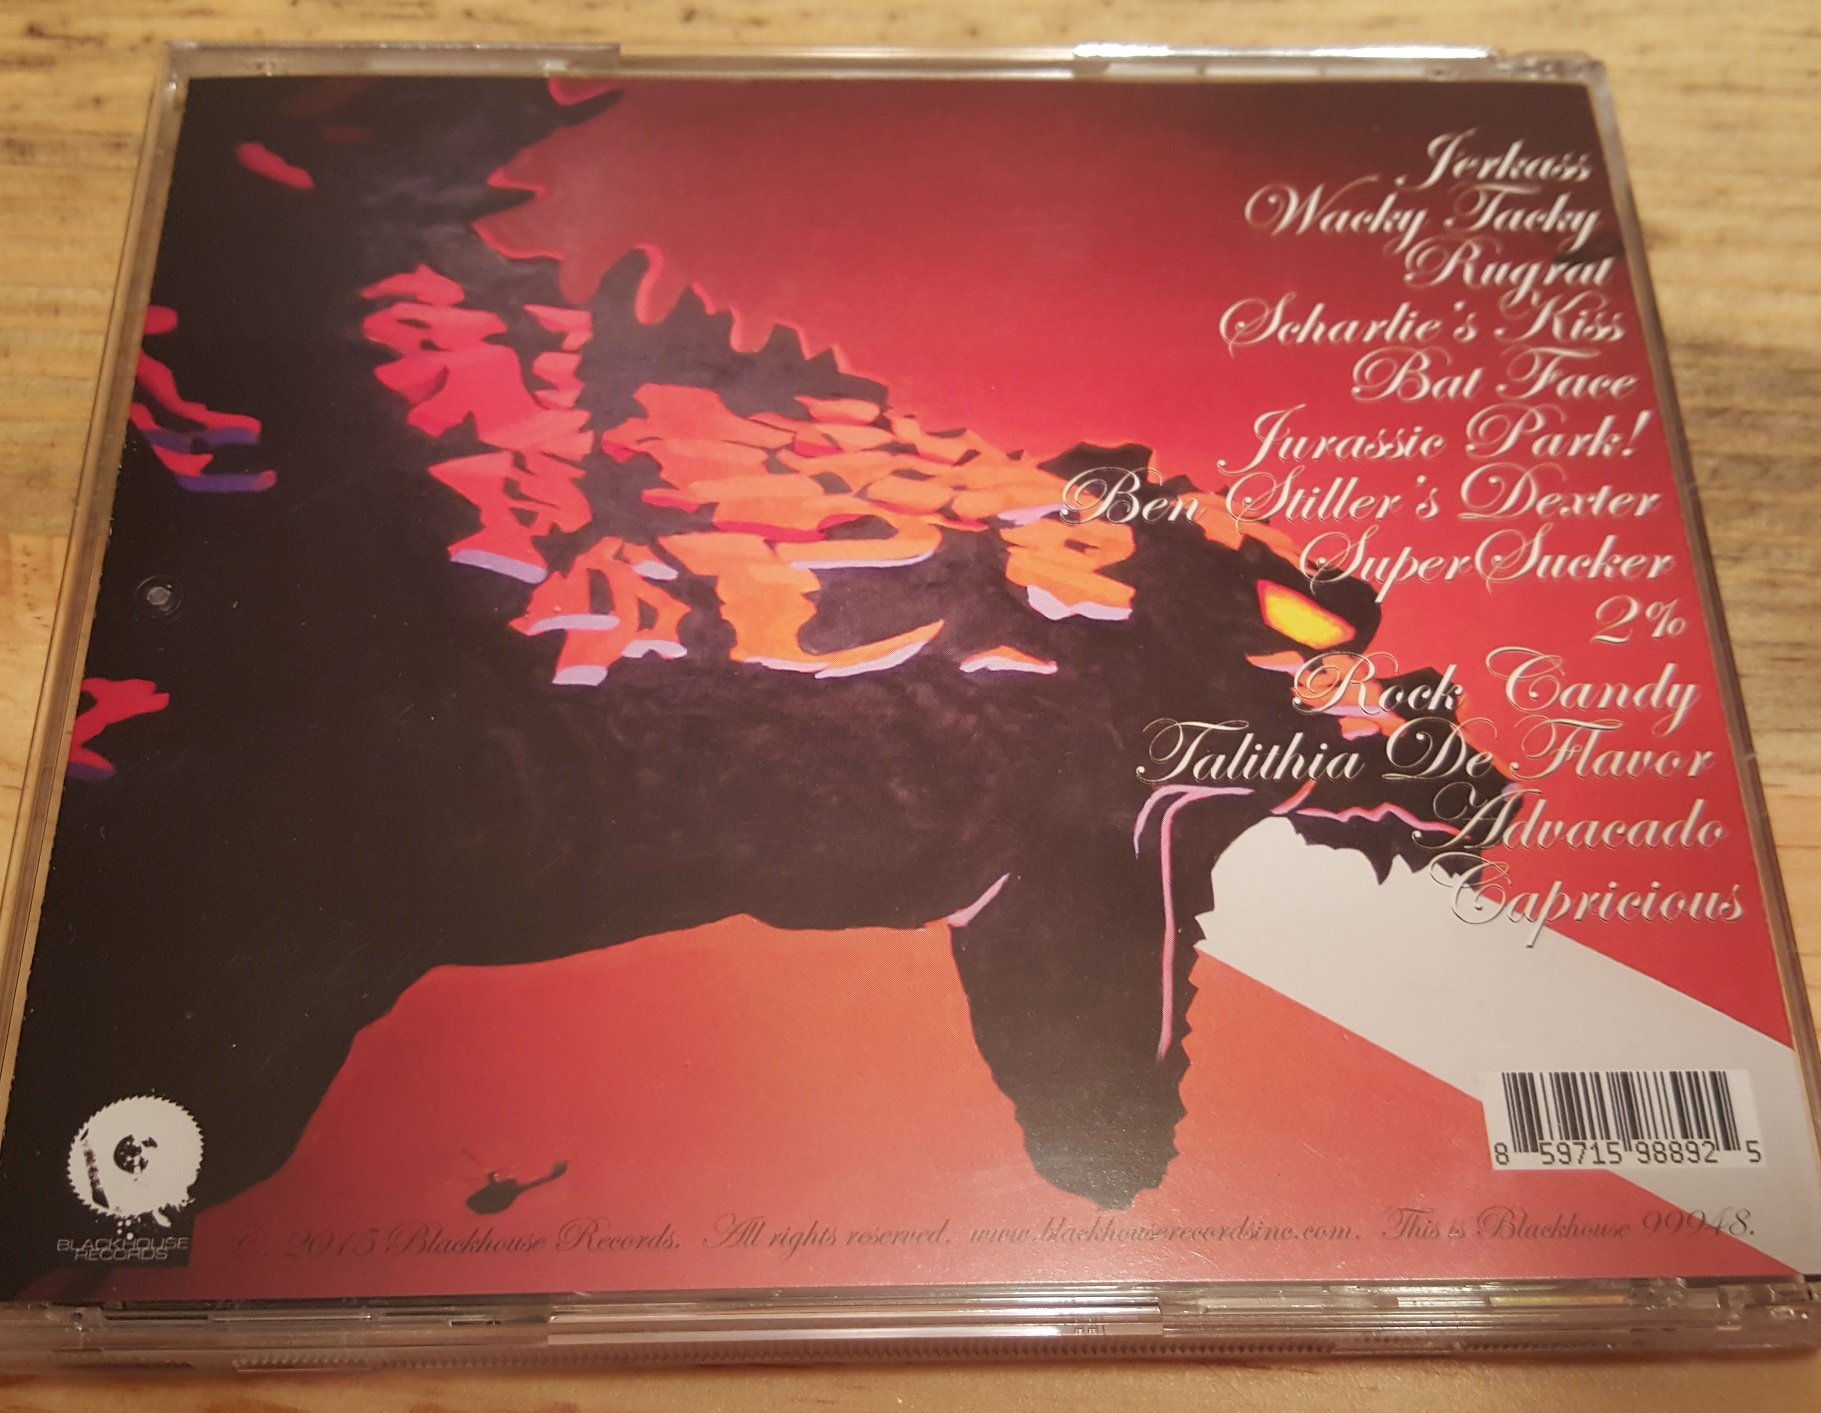 Jerkass
Wacky Tacky
Rugrat
Scharlie's Kiss
Bat Face
Jurassic Park!
Ben Stiller's Dexter
SuperSucker
2%
Rock Candy
Talithia De Flavor
Advacado
Capricious
8 59715 98892 5
BLACKHOUSE
RECORDS
© 2015 Blackhouse Records. All rights reserved. www.blackhouserecordsinc.com. This is Blackhouse 99948.